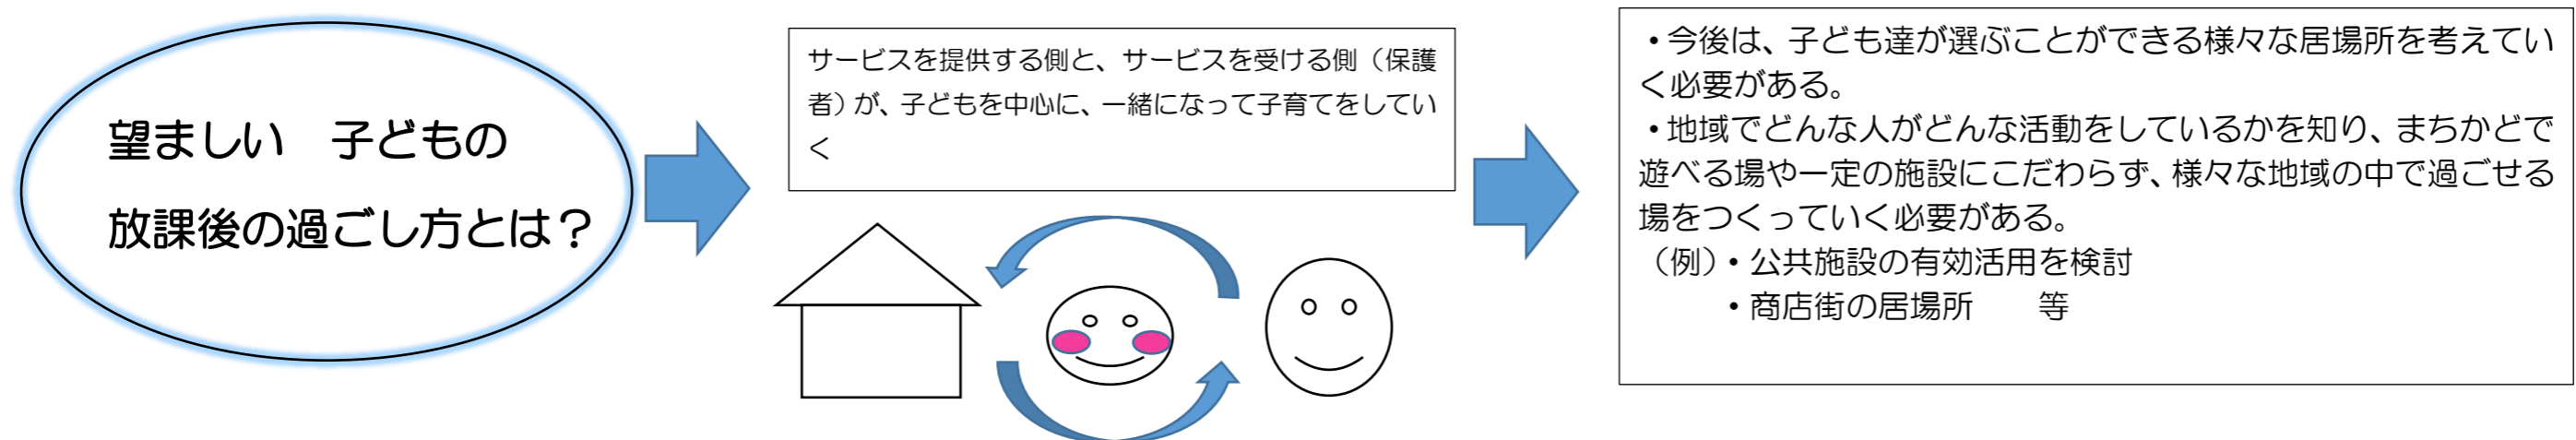 望ましい　子どもの
放課後の過ごし方とは？
サービスを提供する側と、サービスを受ける側（保護
者）が、子どもを中心に、一緒になって子育てをしてい
く
・今後は、子ども達が選ぶことができる様々な居場所を考えてい
く必要がある。
・地域でどんな人がどんな活動をしているかを知り、まちかどで
遊べる場や一定の施設にこだわらず、様々な地域の中で過ごせる
場をつくっていく必要がある。
（例）・公共施設の有効活用を検討
・商店街の居場所　　等